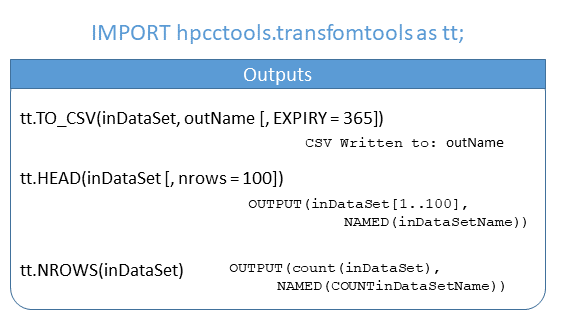 IMPORT hpcctools.transfomtools as tt;
Outputs
tt.TO_CSV(inDataSet, outName [, EXPIRY = 365])
CSV Written to: outName
tt.HEAD(inDataSet [, nrows = 100])
OUTPUT(inDataSet[1..100],
NAMED(inDataSetName))
tt.NROWS(inDataSet)
OUTPUT(count(inDataSet),
NAMED(COUNTinDataSetName))